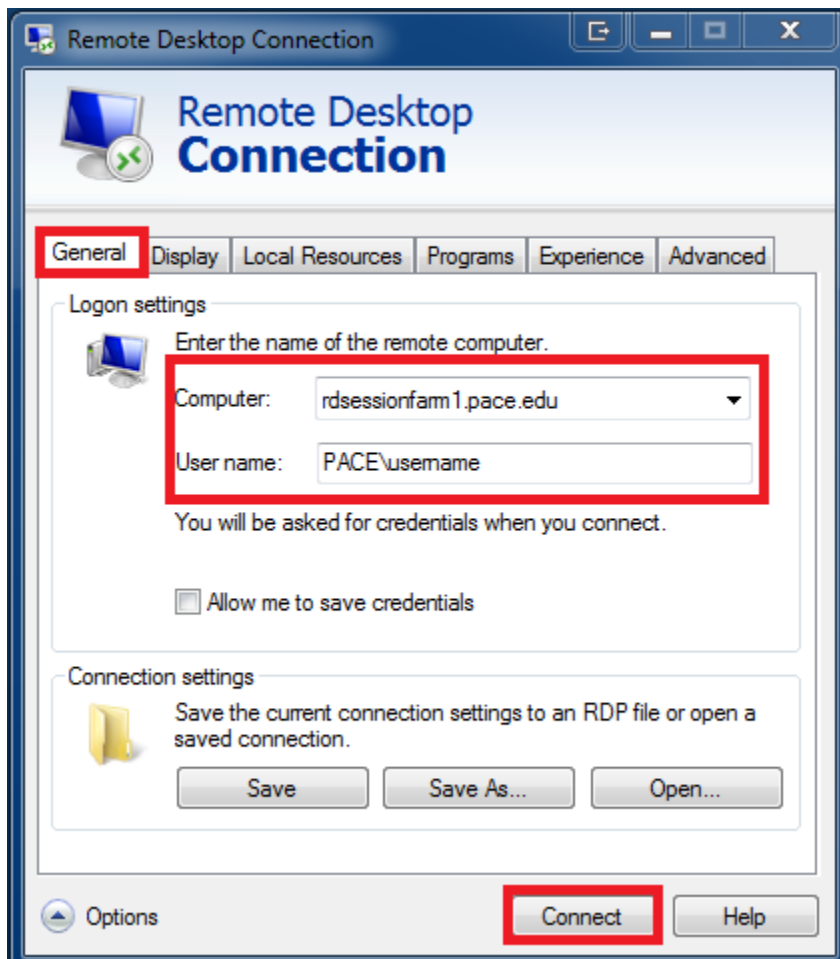 Remote Desktop Connection
Remote Desktop
Connection
General Display Local Resources Programs Experience Advanced
Logon settings
Enter the name of the remote computer.
Computer: rdsessionfarm1.pace.edu
User name: PACE\username
You will be asked for credentials when you connect.
Allow me to save credentials
Connection settings
Save the current connection settings to an RDP file or open a
saved connection.
Save Save As... Open...
Options Connect Help